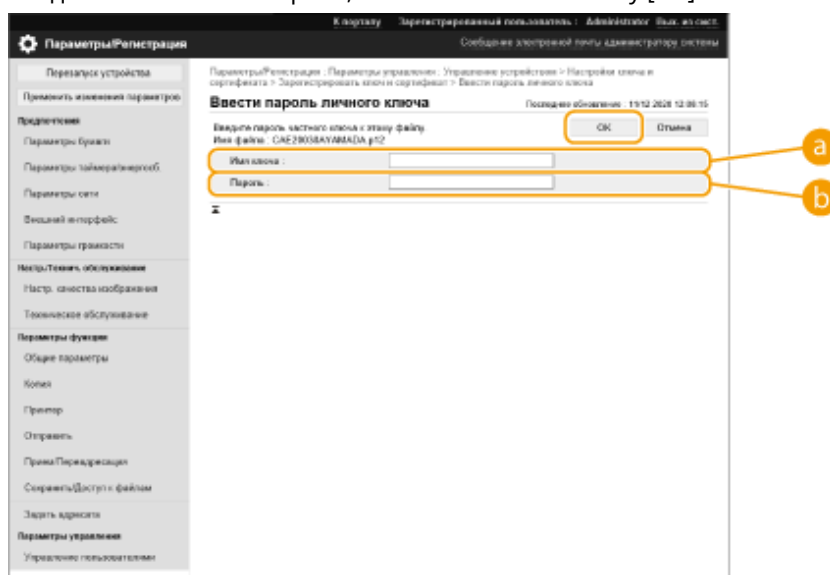 К порталу Зарегистрированный пользователь : Administrator Вых. из сист.
Параметры/Регистрация
Сообщение электронной почты администратору системы
Перезапуск устройства
Применить изменения параметров
Предпочтения
Параметры бумаги
Параметры таймера/энергосб.
Параметры сети
Внешний интерфейс
Параметры громкости
Настр./Технич. обслуживание
Настр. качества изображения
Техническое обслуживание
Параметры функции
Общие параметры
Копия
Принтер
Отправить
Прием/Переадресация
Сохранить/Доступ к файлам
Задать адресата
Параметры управления
Управление пользователями
Параметры/Регистрация : Параметры управления : Управление устройством > Настройки ключа и
сертификата > Зарегистрировать ключ и сертификат > Ввести пароль личного ключа
Ввести пароль личного ключа
Последнее обновление : 11/12 2020 12:08:15
Введите пароль частного ключа к этому файлу.
Имя файла : CAE29038AYAMADA.p12
OK Отмена
Имя ключа :
Пароль :
a
b